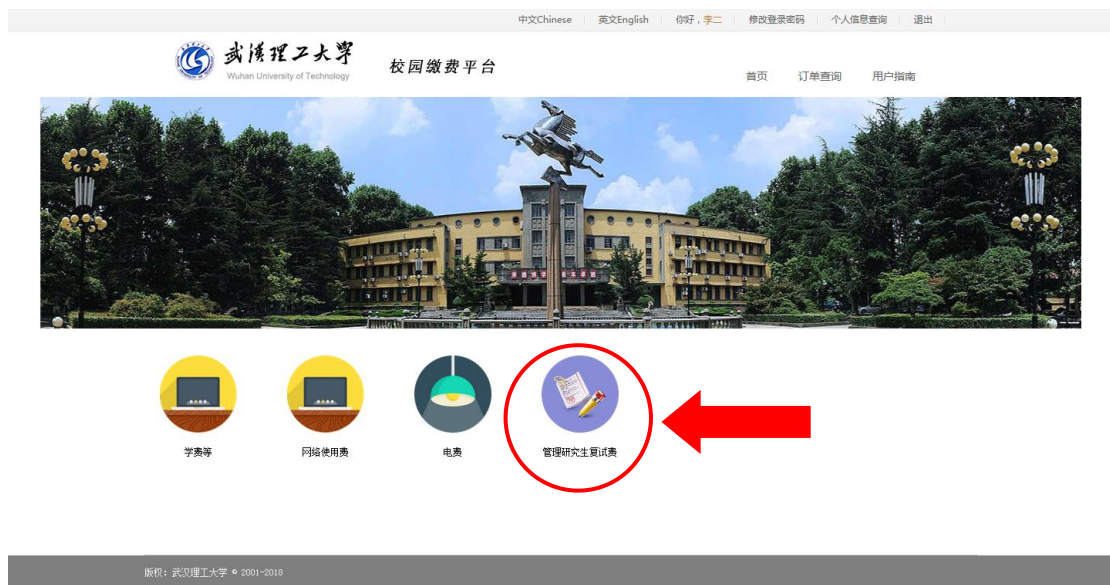 中文Chinese 英文English 你好，李二 修改登录密码 个人信息查询 退出
武汉理工大学
Wuhan University of Technology
校园缴费平台
首页 订单查询 用户指南
学费等 网络使用费 电费 管理研究生复试费
版权：武汉理工大学 © 2001-2018